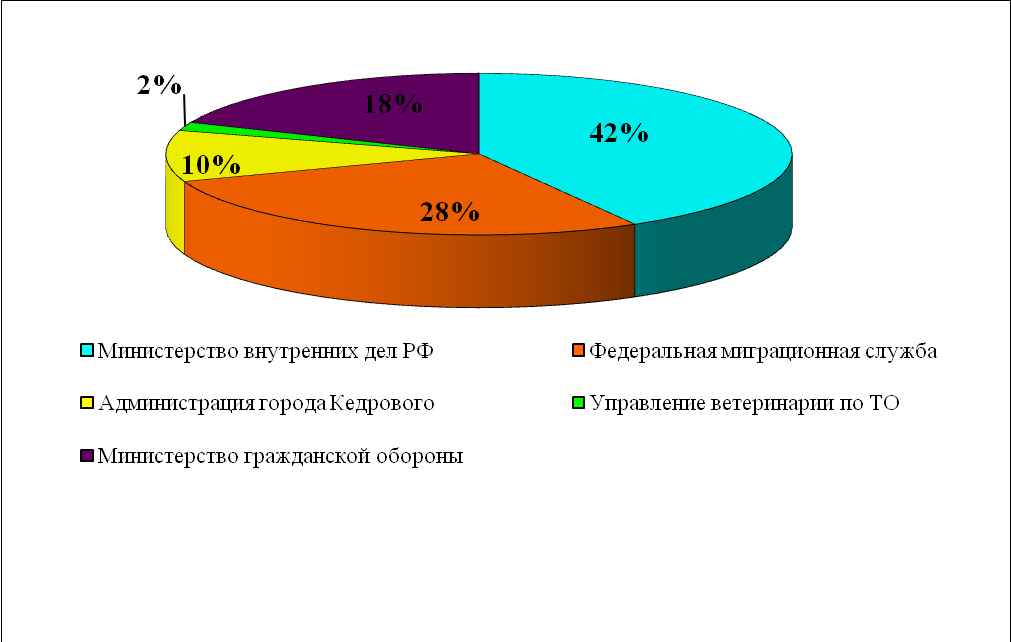 2%
18%
42%
10%
28%
Министерство внутренних дел РФ
Федеральная миграционная служба
Администрация города Кедрового
Управление ветеринарии по ТО
Министерство гражданской обороны